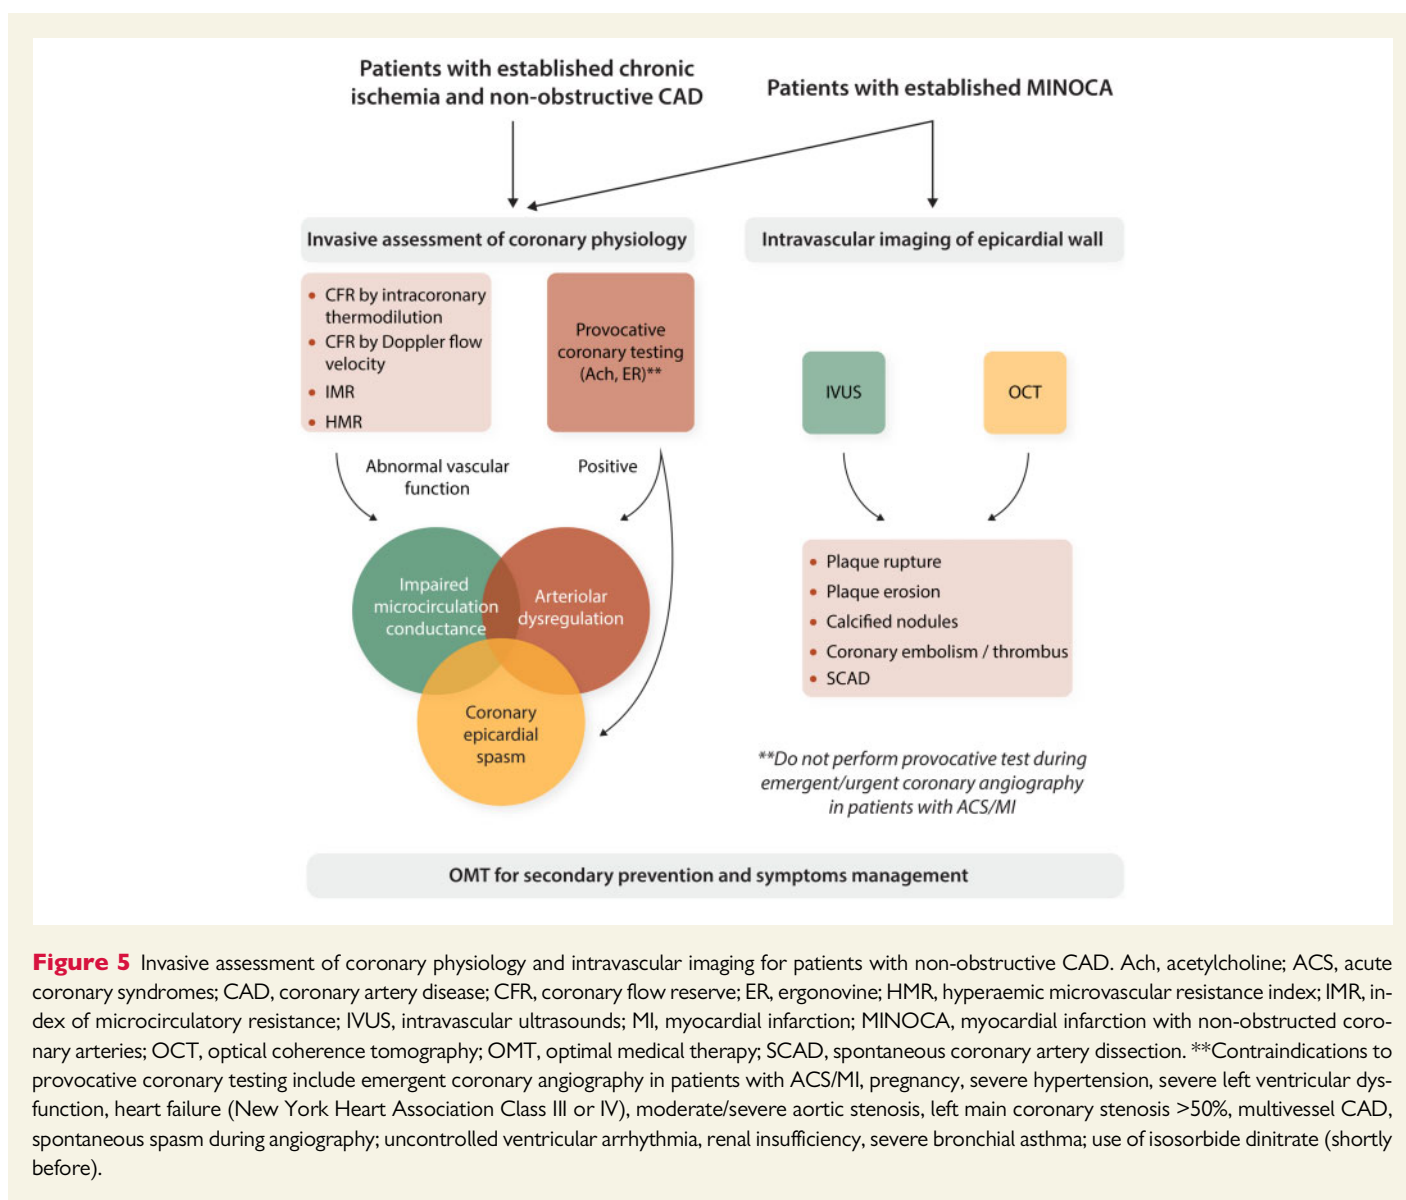 Patients with established chronic
ischemia and non-obstructive CAD
Patients with established MINOCA
Invasive assessment of coronary physiology
Intravascular imaging of epicardial wall
• CFR by intracoronary
thermodilution
• CFR by Doppler flow
velocity
• IMR
• HMR
Provocative
coronary testing
(Ach, ER)**
IVUS
OCT
Abnormal vascular
function
Positive
Impaired
microcirculation
conductance
Arteriolar
dysregulation
Coronary
epicardial
spasm
• Plaque rupture
• Plaque erosion
• Calcified nodules
• Coronary embolism / thrombus
• SCAD
**Do not perform provocative test during
emergent/urgent coronary angiography
in patients with ACS/MI
OMT for secondary prevention and symptoms management
Figure 5 Invasive assessment of coronary physiology and intravascular imaging for patients with non-obstructive CAD. Ach, acetylcholine; ACS, acute
coronary syndromes; CAD, coronary artery disease; CFR, coronary flow reserve; ER, ergonovine; HMR, hyperaemic microvascular resistance index; IMR, in-
dex of microcirculatory resistance; IVUS, intravascular ultrasounds; MI, myocardial infarction; MINOCA, myocardial infarction with non-obstructed coro-
nary arteries; OCT, optical coherence tomography; OMT, optimal medical therapy; SCAD, spontaneous coronary artery dissection. **Contraindications to
provocative coronary testing include emergent coronary angiography in patients with ACS/MI, pregnancy, severe hypertension, severe left ventricular dys-
function, heart failure (New York Heart Association Class III or IV), moderate/severe aortic stenosis, left main coronary stenosis >50%, multivessel CAD,
spontaneous spasm during angiography; uncontrolled ventricular arrhythmia, renal insufficiency, severe bronchial asthma; use of isosorbide dinitrate (shortly
before).